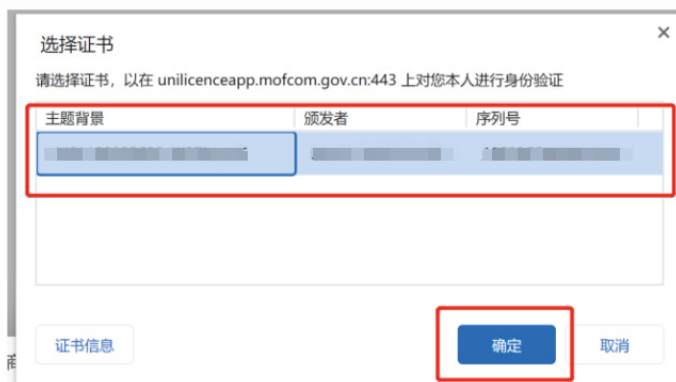 选择证书
请选择证书，以在 unilicenceapp.mofcom.gov.cn:443 上对您本人进行身份验证
主题背景 颁发者 序列号
证书信息 确定 取消